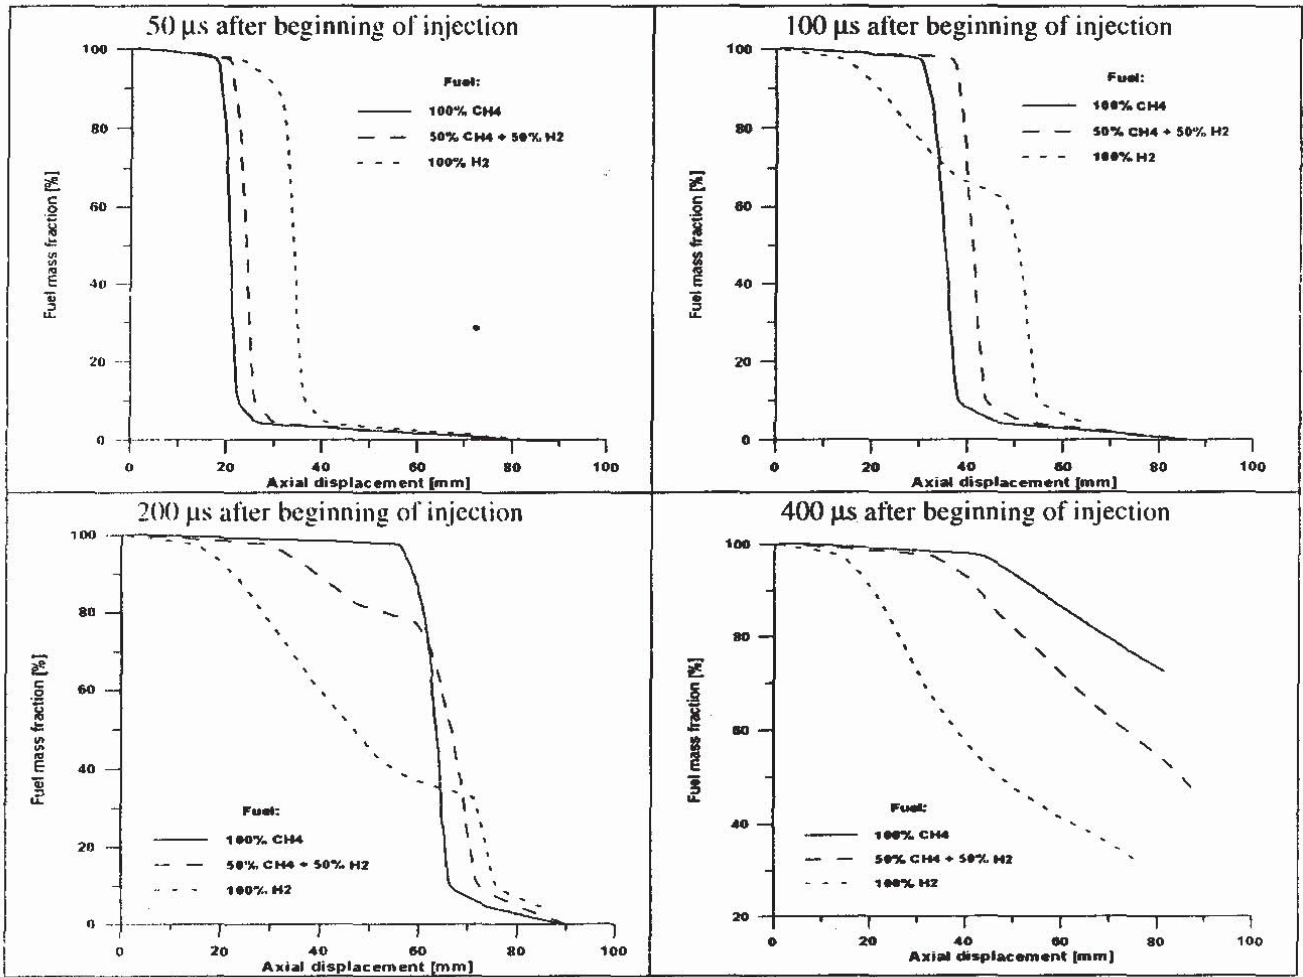 50 µs after beginning of injection
100
80
60
40
20
0
Fuel mass fraction [%]
Fuel:
100% CH4
50% CH4 + 50% H2
100% H2
0 20 40 60 80 100
Axial displacement [mm]
100 µs after beginning of injection
100
80
60
40
20
0
Fuel mass fraction [%]
Fuel:
100% CH4
50% CH4 + 50% H2
100% H2
0 20 40 60 80 100
Axial displacement [mm]
200 µs after beginning of injection
100
80
60
40
20
0
Fuel mass fraction [%]
Fuel:
100% CH4
50% CH4 + 50% H2
100% H2
0 20 40 60 80 100
Axial displacement [mm]
400 µs after beginning of injection
100
80
60
40
20
Fuel mass fraction [%]
Fuel:
100% CH4
50% CH4 + 50% H2
100% H2
0 20 40 60 80 100
Axial displacement [mm]